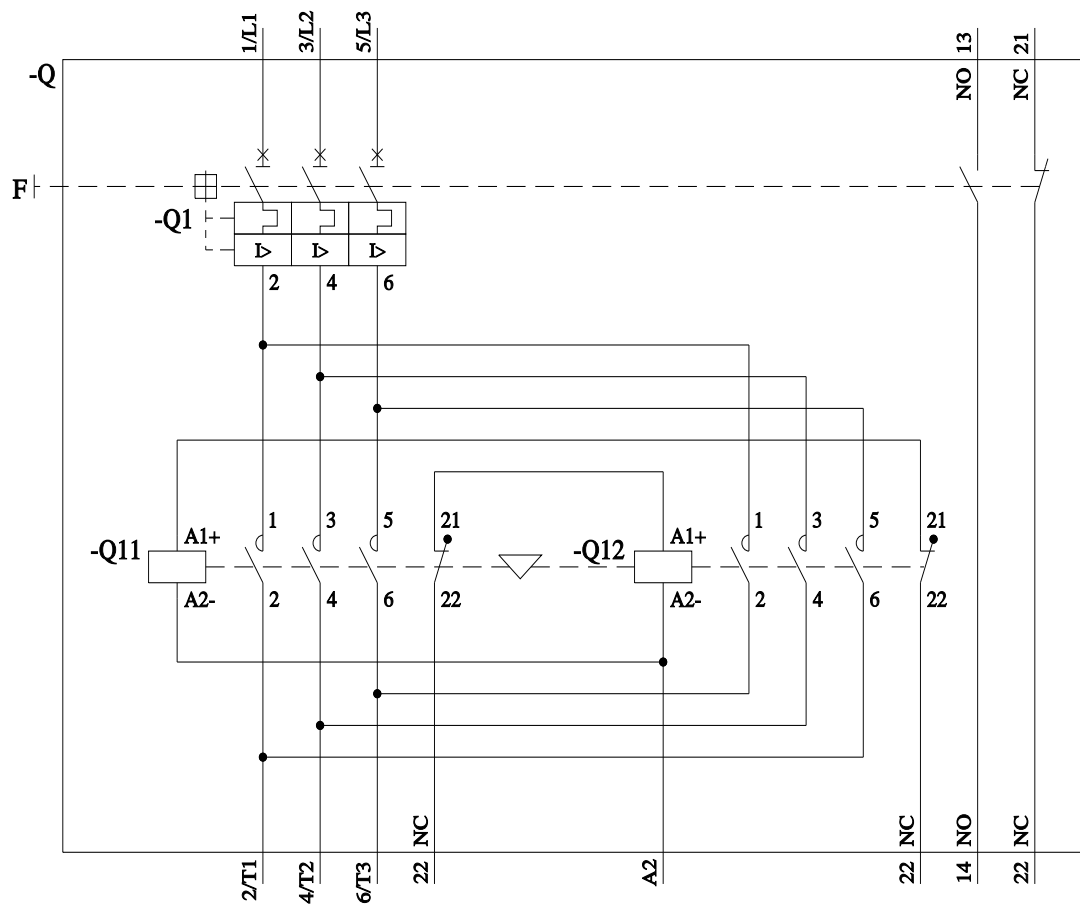 1/L1 3/L2 5/L3 13 21
-Q NO NC
F
-Q1
I> I> I>
2 4 6
1 3 5 21 1 3 5 21
-Q11 A1+ -Q12 A1+
A2- 2 4 6 22 A2- 2 4 6 22
NC NC NO NC
2/T1 4/T2 6/T3 22 A2 22 14 22